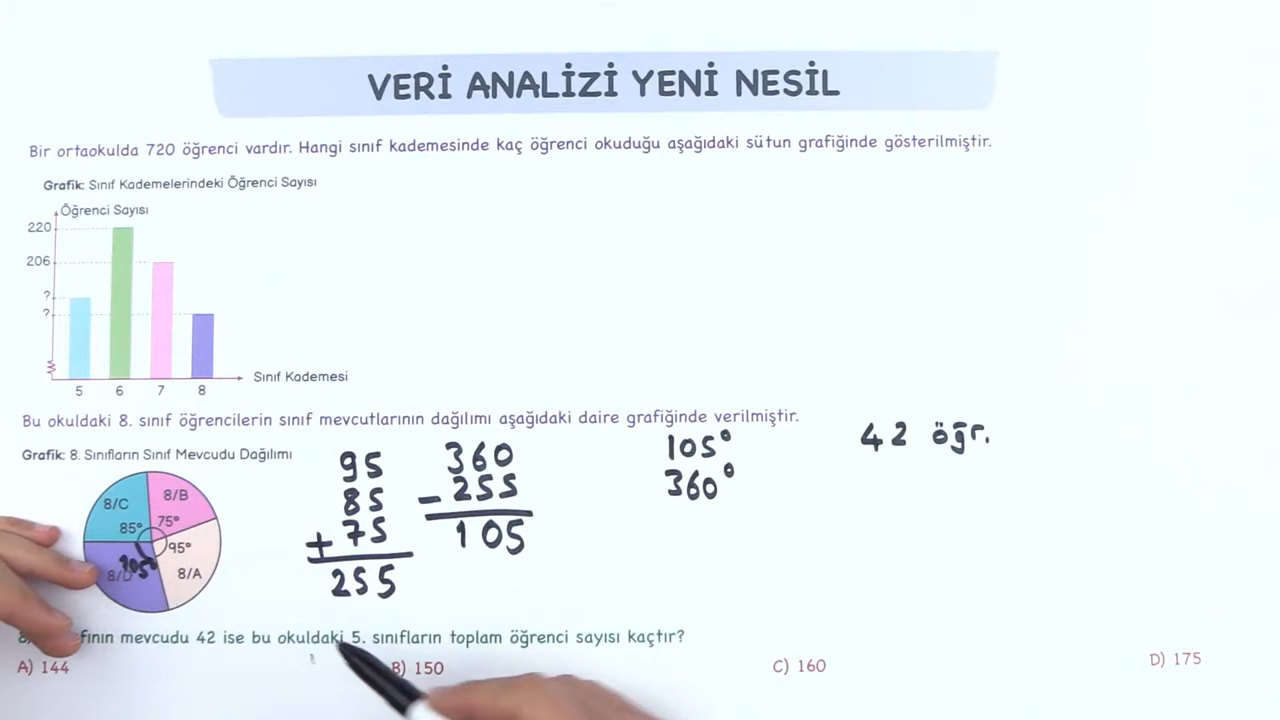 VERİ ANALİZİ YENİ NESİL
Bir ortaokulda 720 öğrenci vardır. Hangi sınıf kademesinde kaç öğrenci okuduğu aşağıdaki sütun grafiğinde gösterilmiştir.
Grafik: Sınıf Kademelerindeki Öğrenci Sayısı
Öğrenci Sayısı
220
206
?
?
5 6 7 8
Sınıf Kademesi
Bu okuldaki 8. sınıf öğrencilerin sınıf mevcutlarının dağılımı aşağıdaki daire grafiğinde verilmiştir.
Grafik: 8. Sınıfların Sınıf Mevcudu Dağılımı
8/C 8/B
85° 75°
95°
105°
8/D 8/A
95
85
+ 75
255
360
- 255
105
105°
360°
42 öğr.
mevcudu 42 ise bu okuldaki 5. sınıfların toplam öğrenci sayısı kaçtır?
A) 144 B) 150 C) 160 D) 175